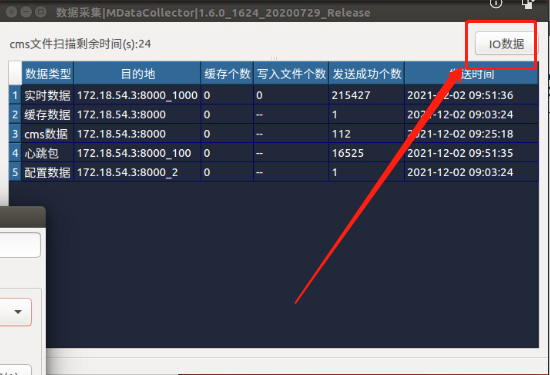 数据采集|MDataCollector|1.6.0_1624_20200729_Release
cms文件扫描剩余时间(s):24
IO数据
数据类型 目的地 缓存个数 写入文件个数 发送成功个数 发送时间
1 实时数据 172.18.54.3:8000_1000 0 0 215427 2021-12-02 09:51:36
2 缓存数据 172.18.54.3:8000 0 -- 1 2021-12-02 09:03:24
3 cms数据 172.18.54.3:8000 0 -- 112 2021-12-02 09:25:18
4 心跳包 172.18.54.3:8000_100 0 -- 16525 2021-12-02 09:51:35
5 配置数据 172.18.54.3:8000_2 0 -- 1 2021-12-02 09:03:24